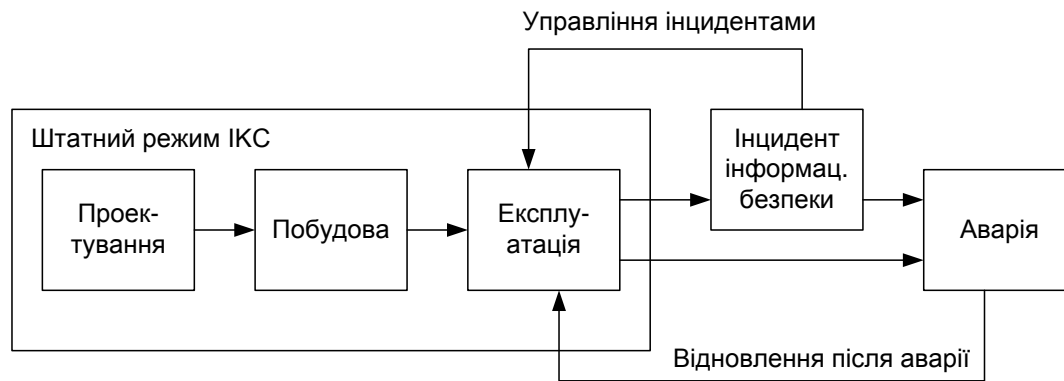 Управління інцидентами
Штатний режим ІКС
Проек-
тування
Побудова
Експлу-
атація
Інцидент
інформац.
безпеки
Аварія
Відновлення після аварії